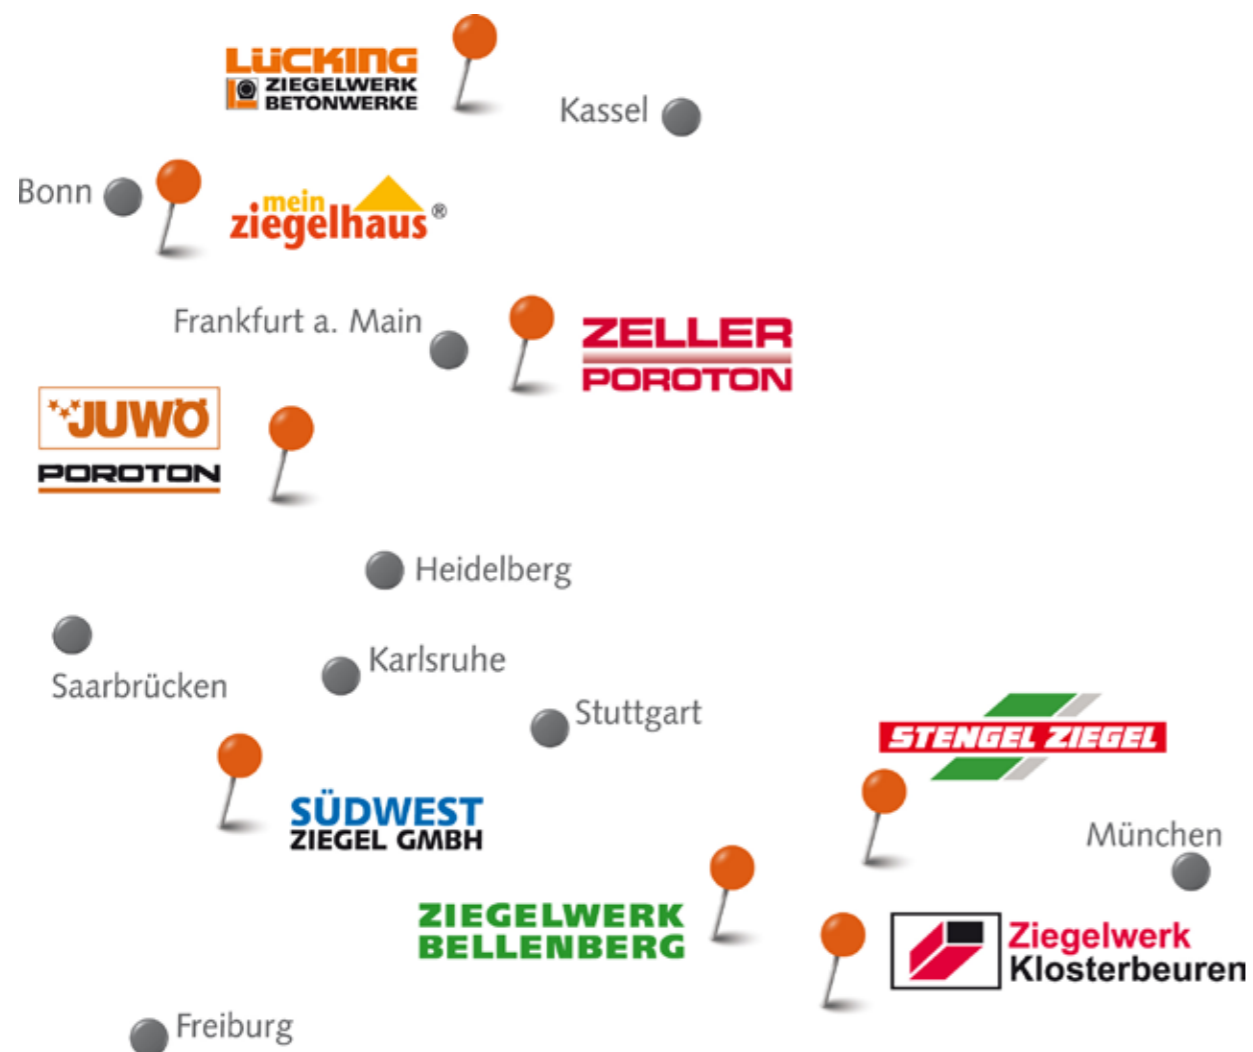 LÜCKING
ZIEGELWERK
BETONWERKE
Kassel
Bonn
mein
ziegelhaus®
Frankfurt a. Main
ZELLER
POROTON
JUWÖ
POROTON
Heidelberg
Saarbrücken
Karlsruhe
Stuttgart
STENGEL ZIEGEL
SÜDWEST
ZIEGEL GMBH
München
ZIEGELWERK
BELLENBERG
Ziegelwerk
Klosterbeuren
Freiburg